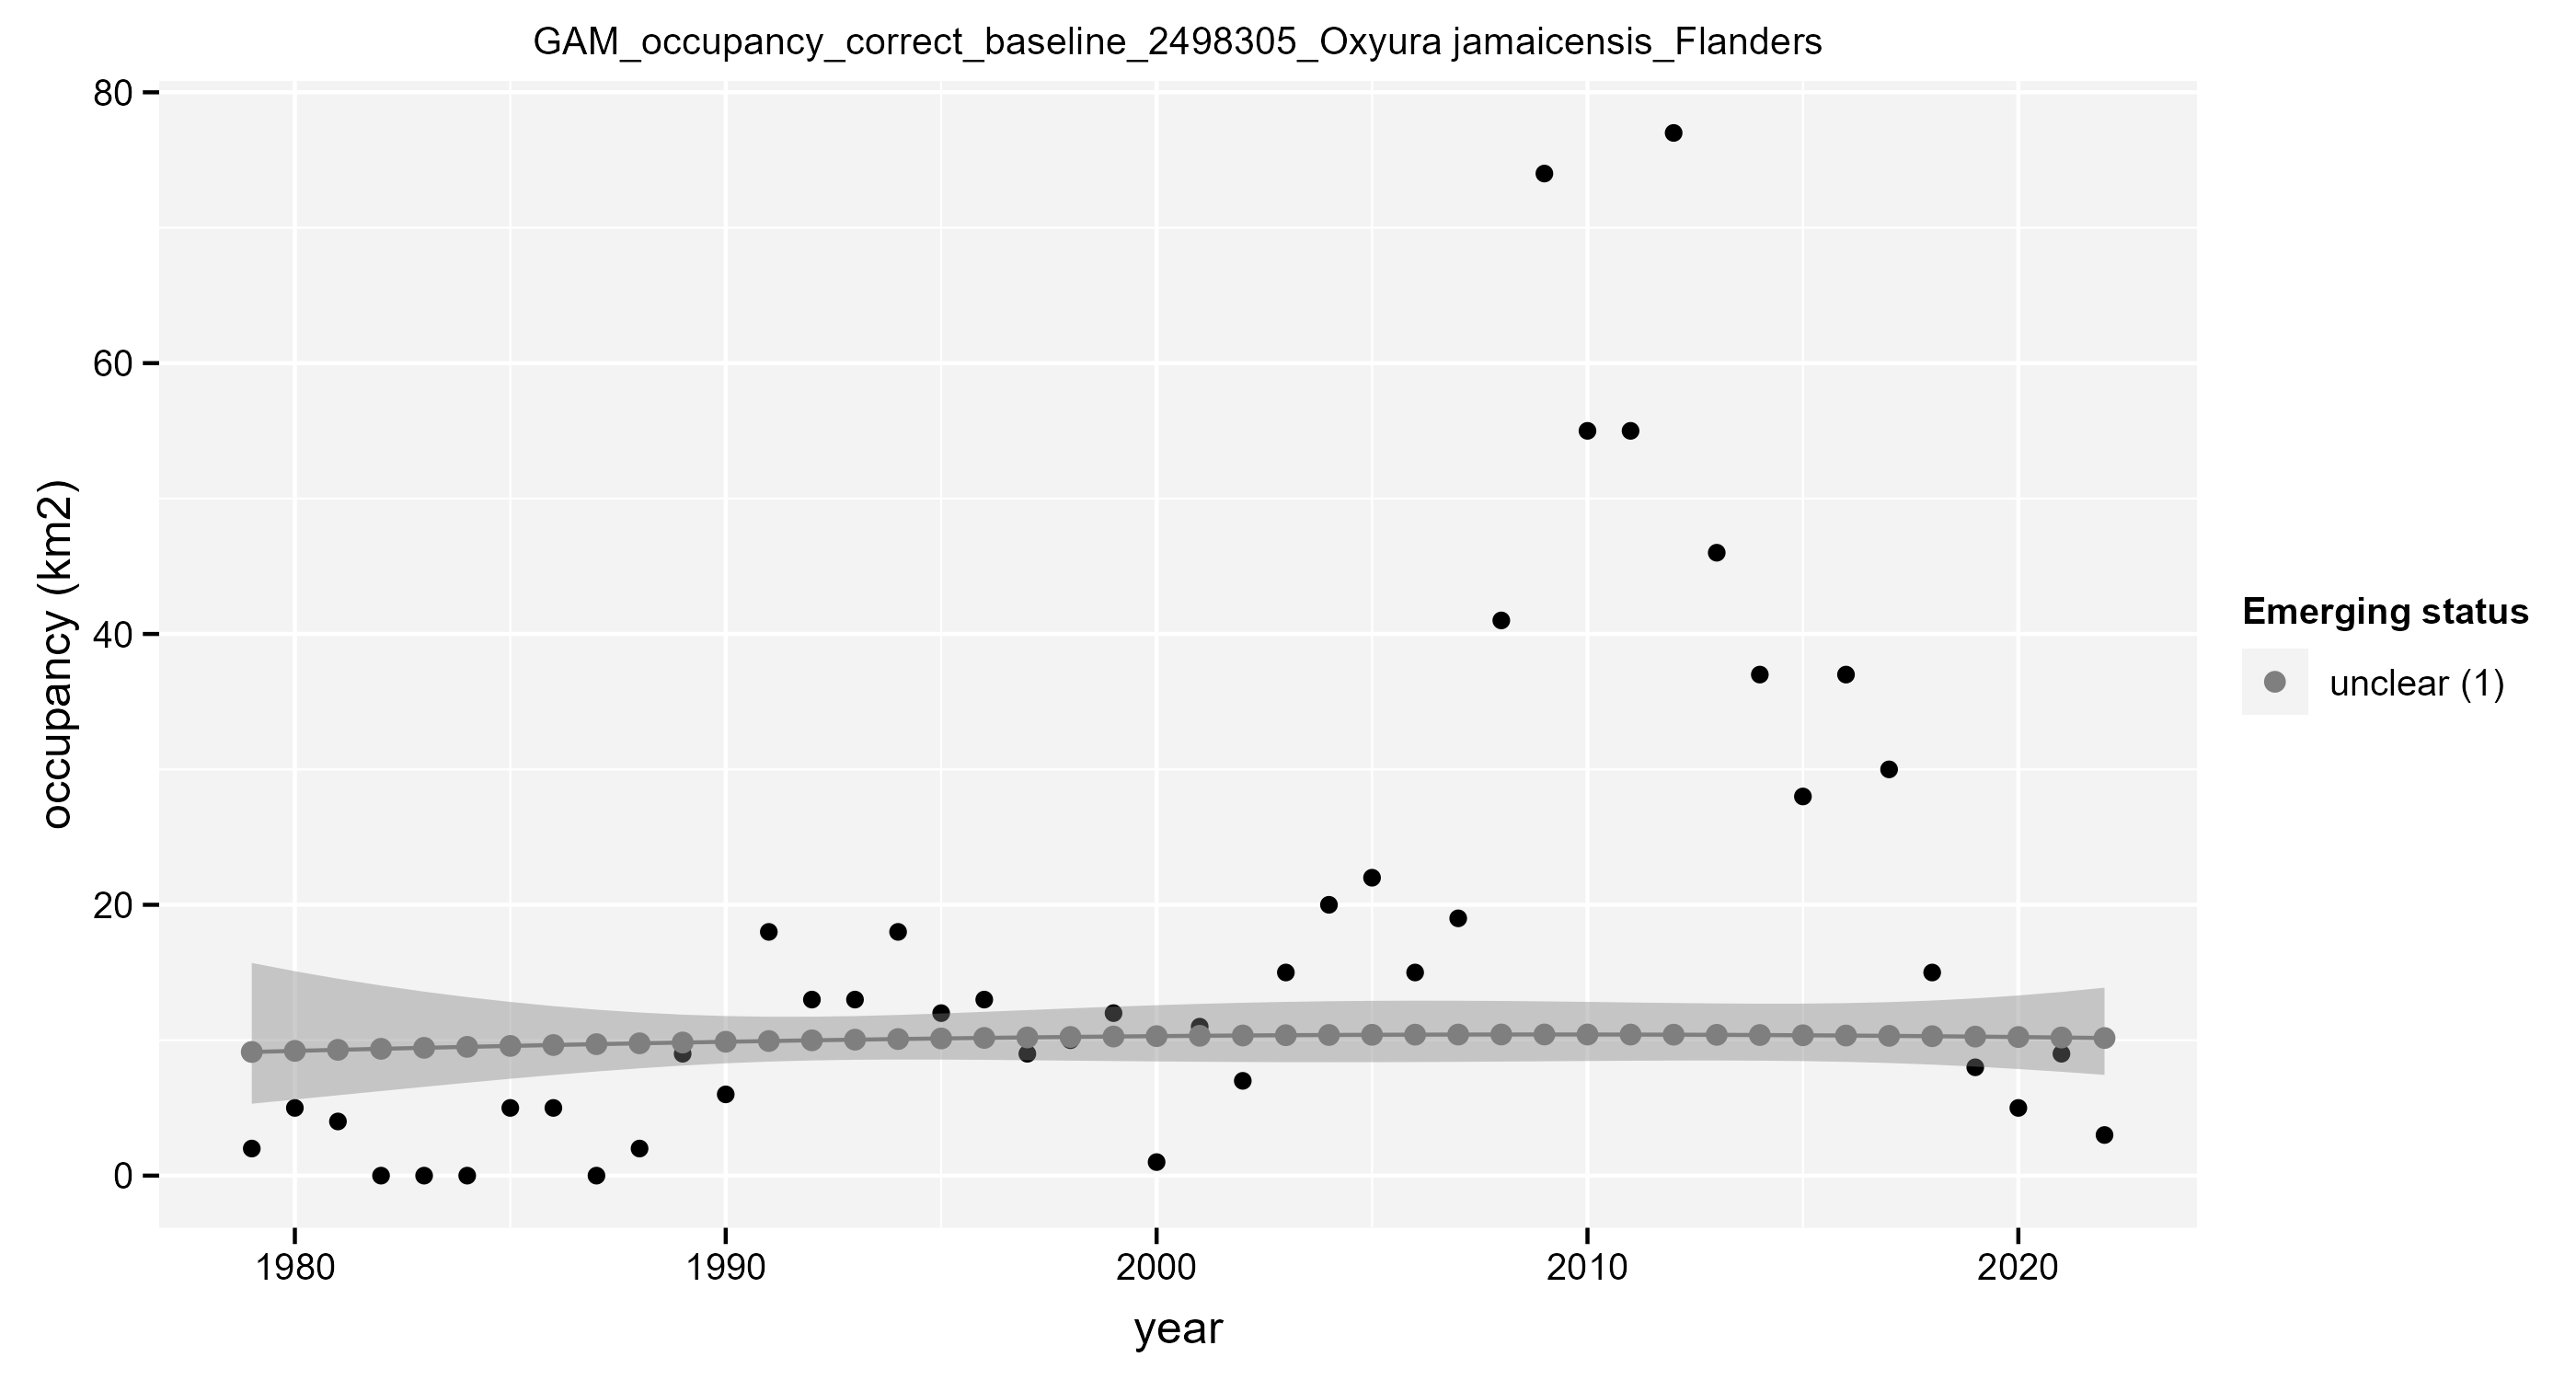 GAM_occupancy_correct_baseline_2498305_Oxyura jamaicensis_Flanders
80
60
40
20
0
occupancy (km2)
1980 1990 2000 2010 2020
year
Emerging status
unclear (1)